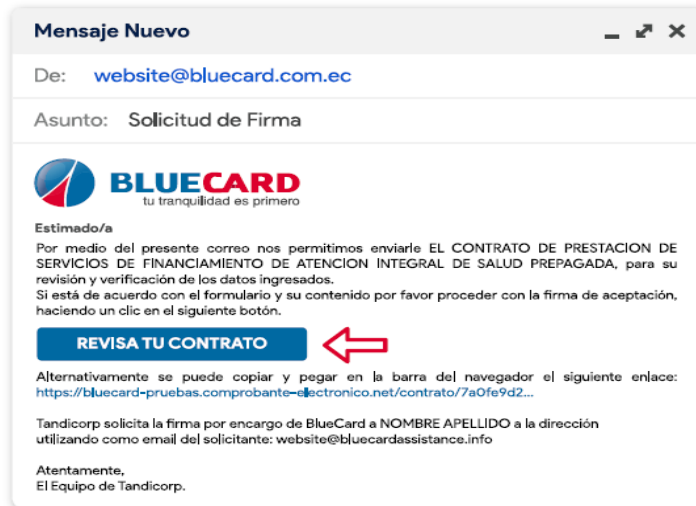 Mensaje Nuevo
De: website@bluecard.com.ec
Asunto: Solicitud de Firma
BLUECARD
tu tranquilidad es primero
Estimado/a
Por medio del presente correo nos permitimos enviarle EL CONTRATO DE PRESTACION DE
SERVICIOS DE FINANCIAMIENTO DE ATENCION INTEGRAL DE SALUD PREPAGADA, para su
revisión y verificación de los datos ingresados.
Si está de acuerdo con el formulario y su contenido por favor proceder con la firma de aceptación,
haciendo un clic en el siguiente botón.
REVISA TU CONTRATO
Alternativamente se puede copiar y pegar en la barra del navegador el siguiente enlace:
https://bluecard-pruebas.comprobante-electronico.net/contrato/7a0fe9d2...
Tandicorp solicita la firma por encargo de BlueCard a NOMBRE APELLIDO a la dirección
utilizando como email del solicitante: website@bluecardassistance.info
Atentamente,
El Equipo de Tandicorp.